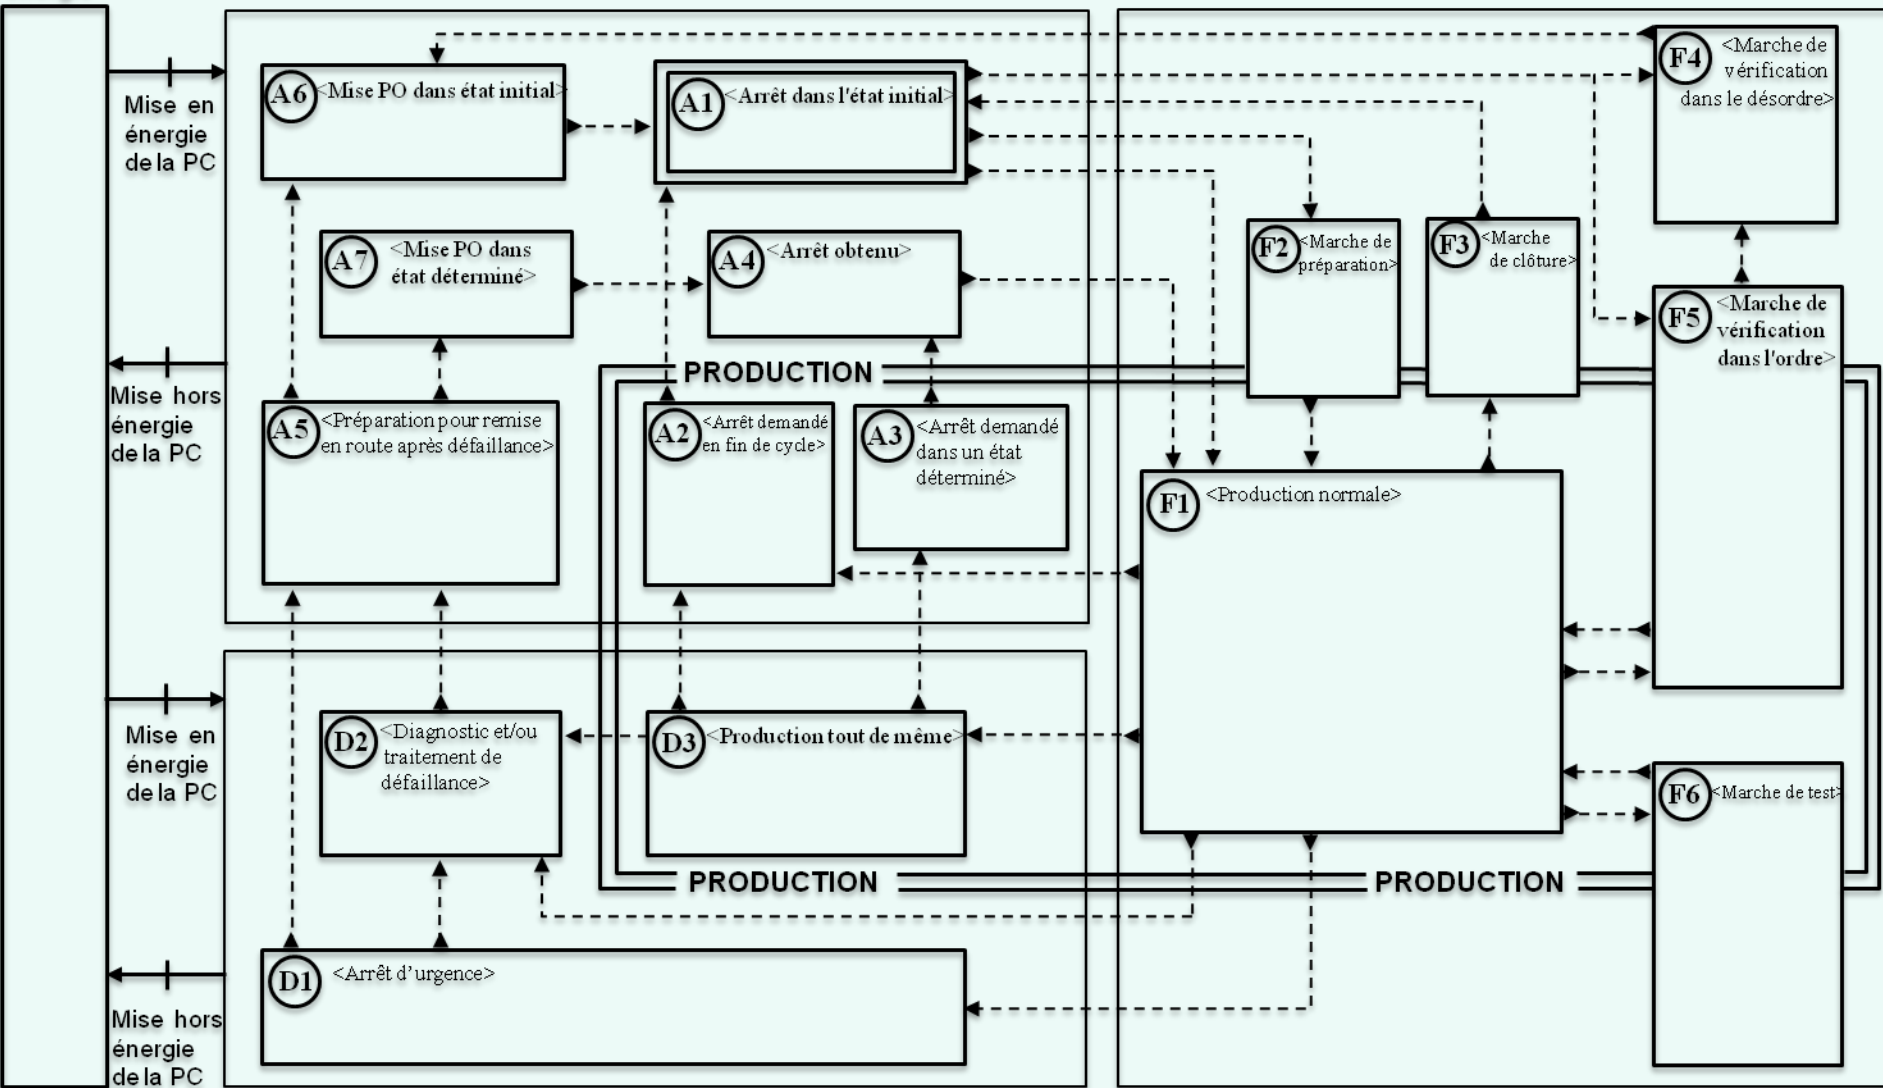 Mise en
énergie
de la PC
Mise hors
énergie
de la PC
Mise en
énergie
de la PC
Mise hors
énergie
de la PC
A6
<Mise PO dans état initial>
A1
<Arrêt dans l'état initial>
A7
<Mise PO dans
état déterminé>
A4
<Arrêt obtenu>
PRODUCTION
A5
<Préparation pour remise
en route après défaillance>
A2
<Arrêt demandé
en fin de cycle>
A3
<Arrêt demandé
dans un état
déterminé>
D2
<Diagnostic et/ou
traitement de
défaillance>
D3
<Production tout de même>
PRODUCTION
D1
<Arrêt d’urgence>
F4
<Marche de
vérification
dans le désordre>
F2
<Marche de
préparation>
F3
<Marche
de clôture>
F5
<Marche de
vérification
dans l'ordre>
F1
<Production normale>
F6
<Marche de test>
PRODUCTION